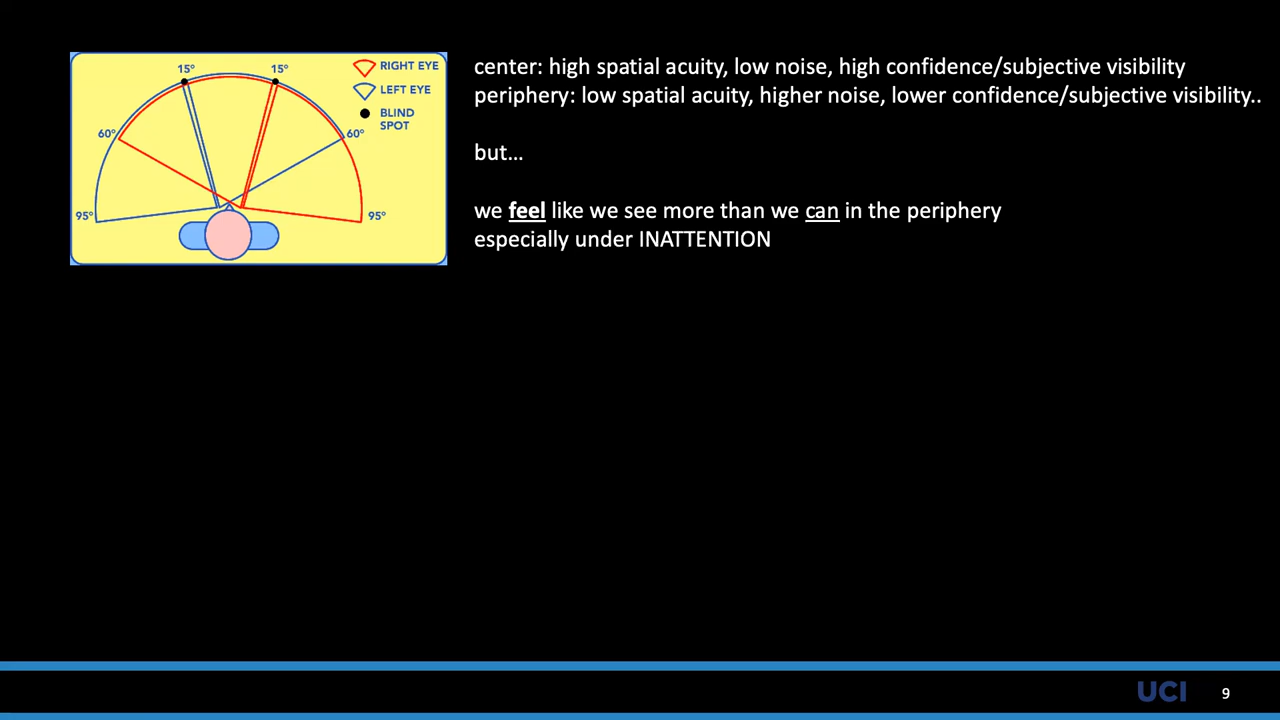 15°
15°
RIGHT EYE
LEFT EYE
BLIND
SPOT
60°
60°
95°
95°
center: high spatial acuity, low noise, high confidence/subjective visibility
periphery: low spatial acuity, higher noise, lower confidence/subjective visibility..
but...
we feel like we see more than we can in the periphery
especially under INATTENTION
UCI
9